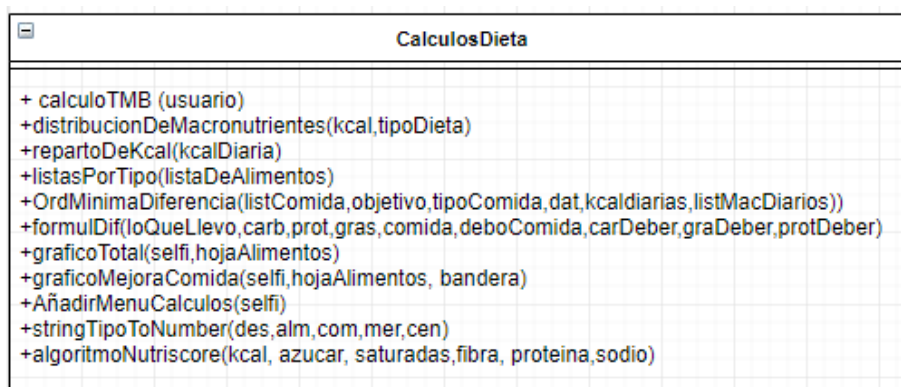 CalculosDieta
+ calculoTMB (usuario)
+distribucionDeMacronutrientes(kcal,tipoDieta)
+repartoDeKcal(kcalDiaria)
+listasPorTipo(listaDeAlimentos)
+OrdMinimaDiferencia(listComida,objetivo,tipoComida,dat,kcaldiarias,listMacDiarios))
+formulDif(loQueLlevo,carb,prot,gras,comida,deboComida,carDeber,graDeber,protDeber)
+graficoTotal(selfi,hojaAlimentos)
+graficoMejoraComida(selfi,hojaAlimentos, bandera)
+AñadirMenuCalculos(selfi)
+stringTipoToNumber(des,alm,com,mer,cen)
+algoritmoNutriscore(kcal, azucar, saturadas,fibra, proteina,sodio)